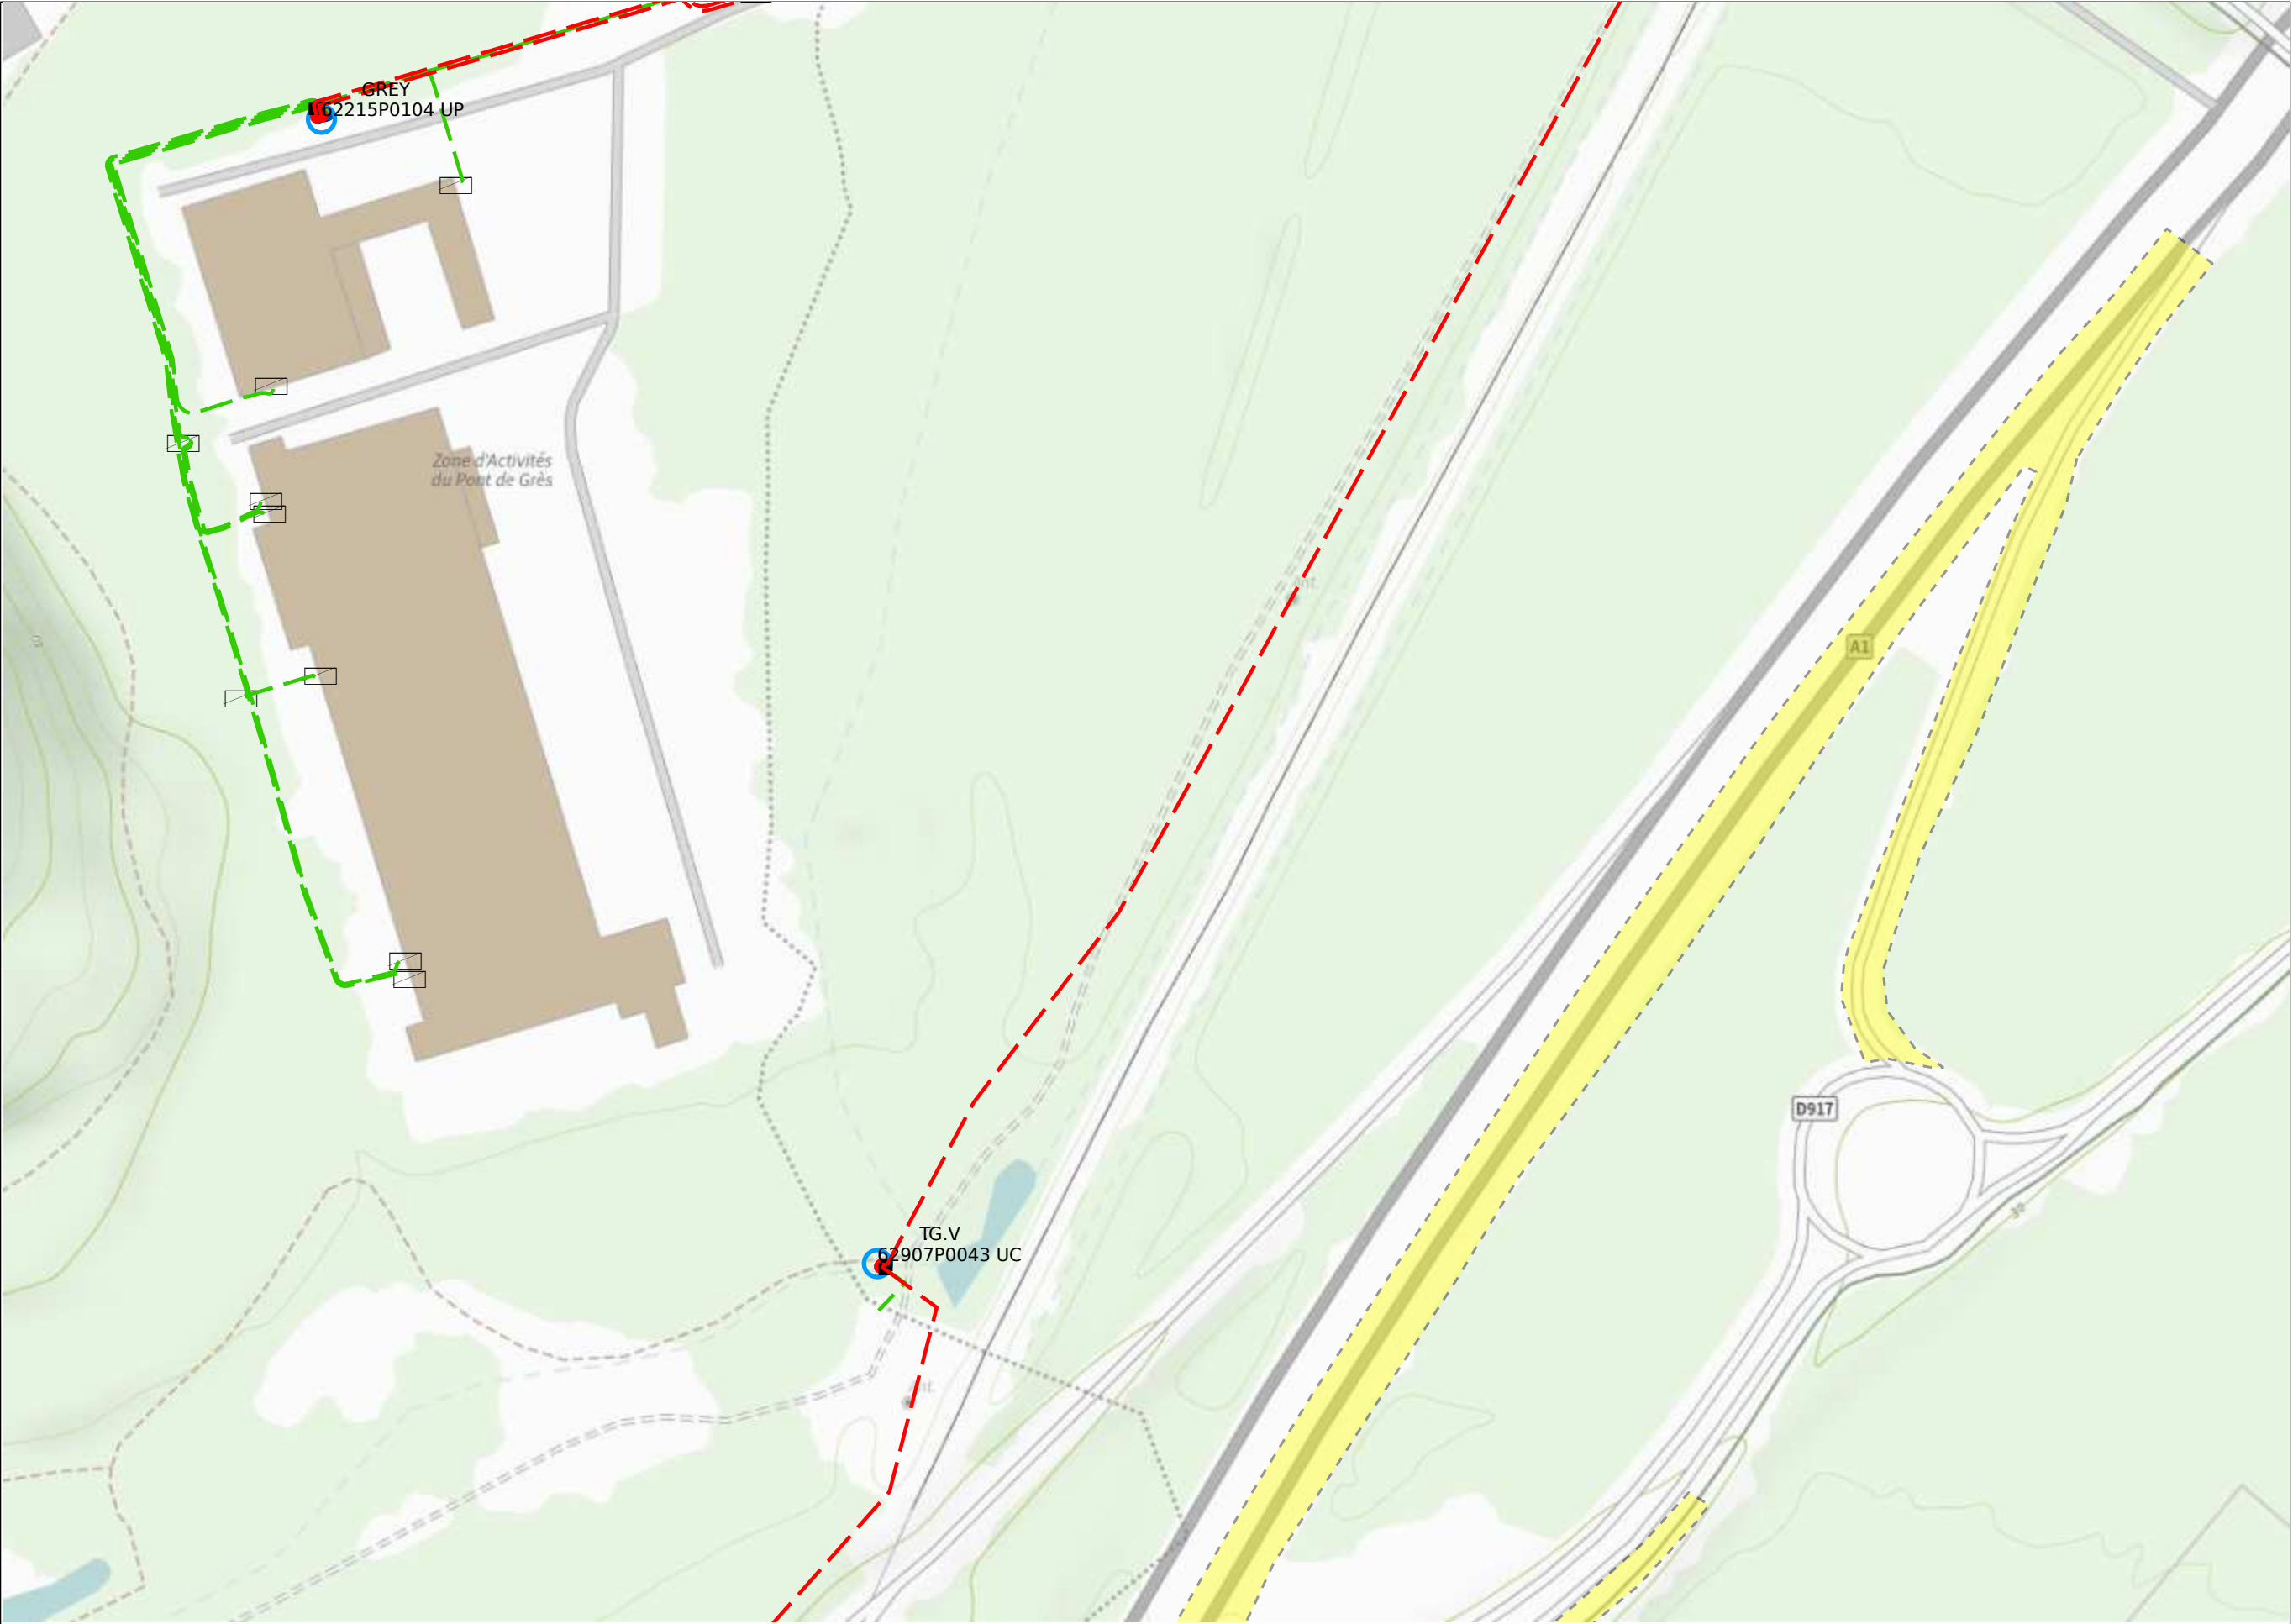 GREY
62215P0104 UP
Zone d'Activités
du Pont de Grès
A1
D917
TG.V
62907P0043 UC